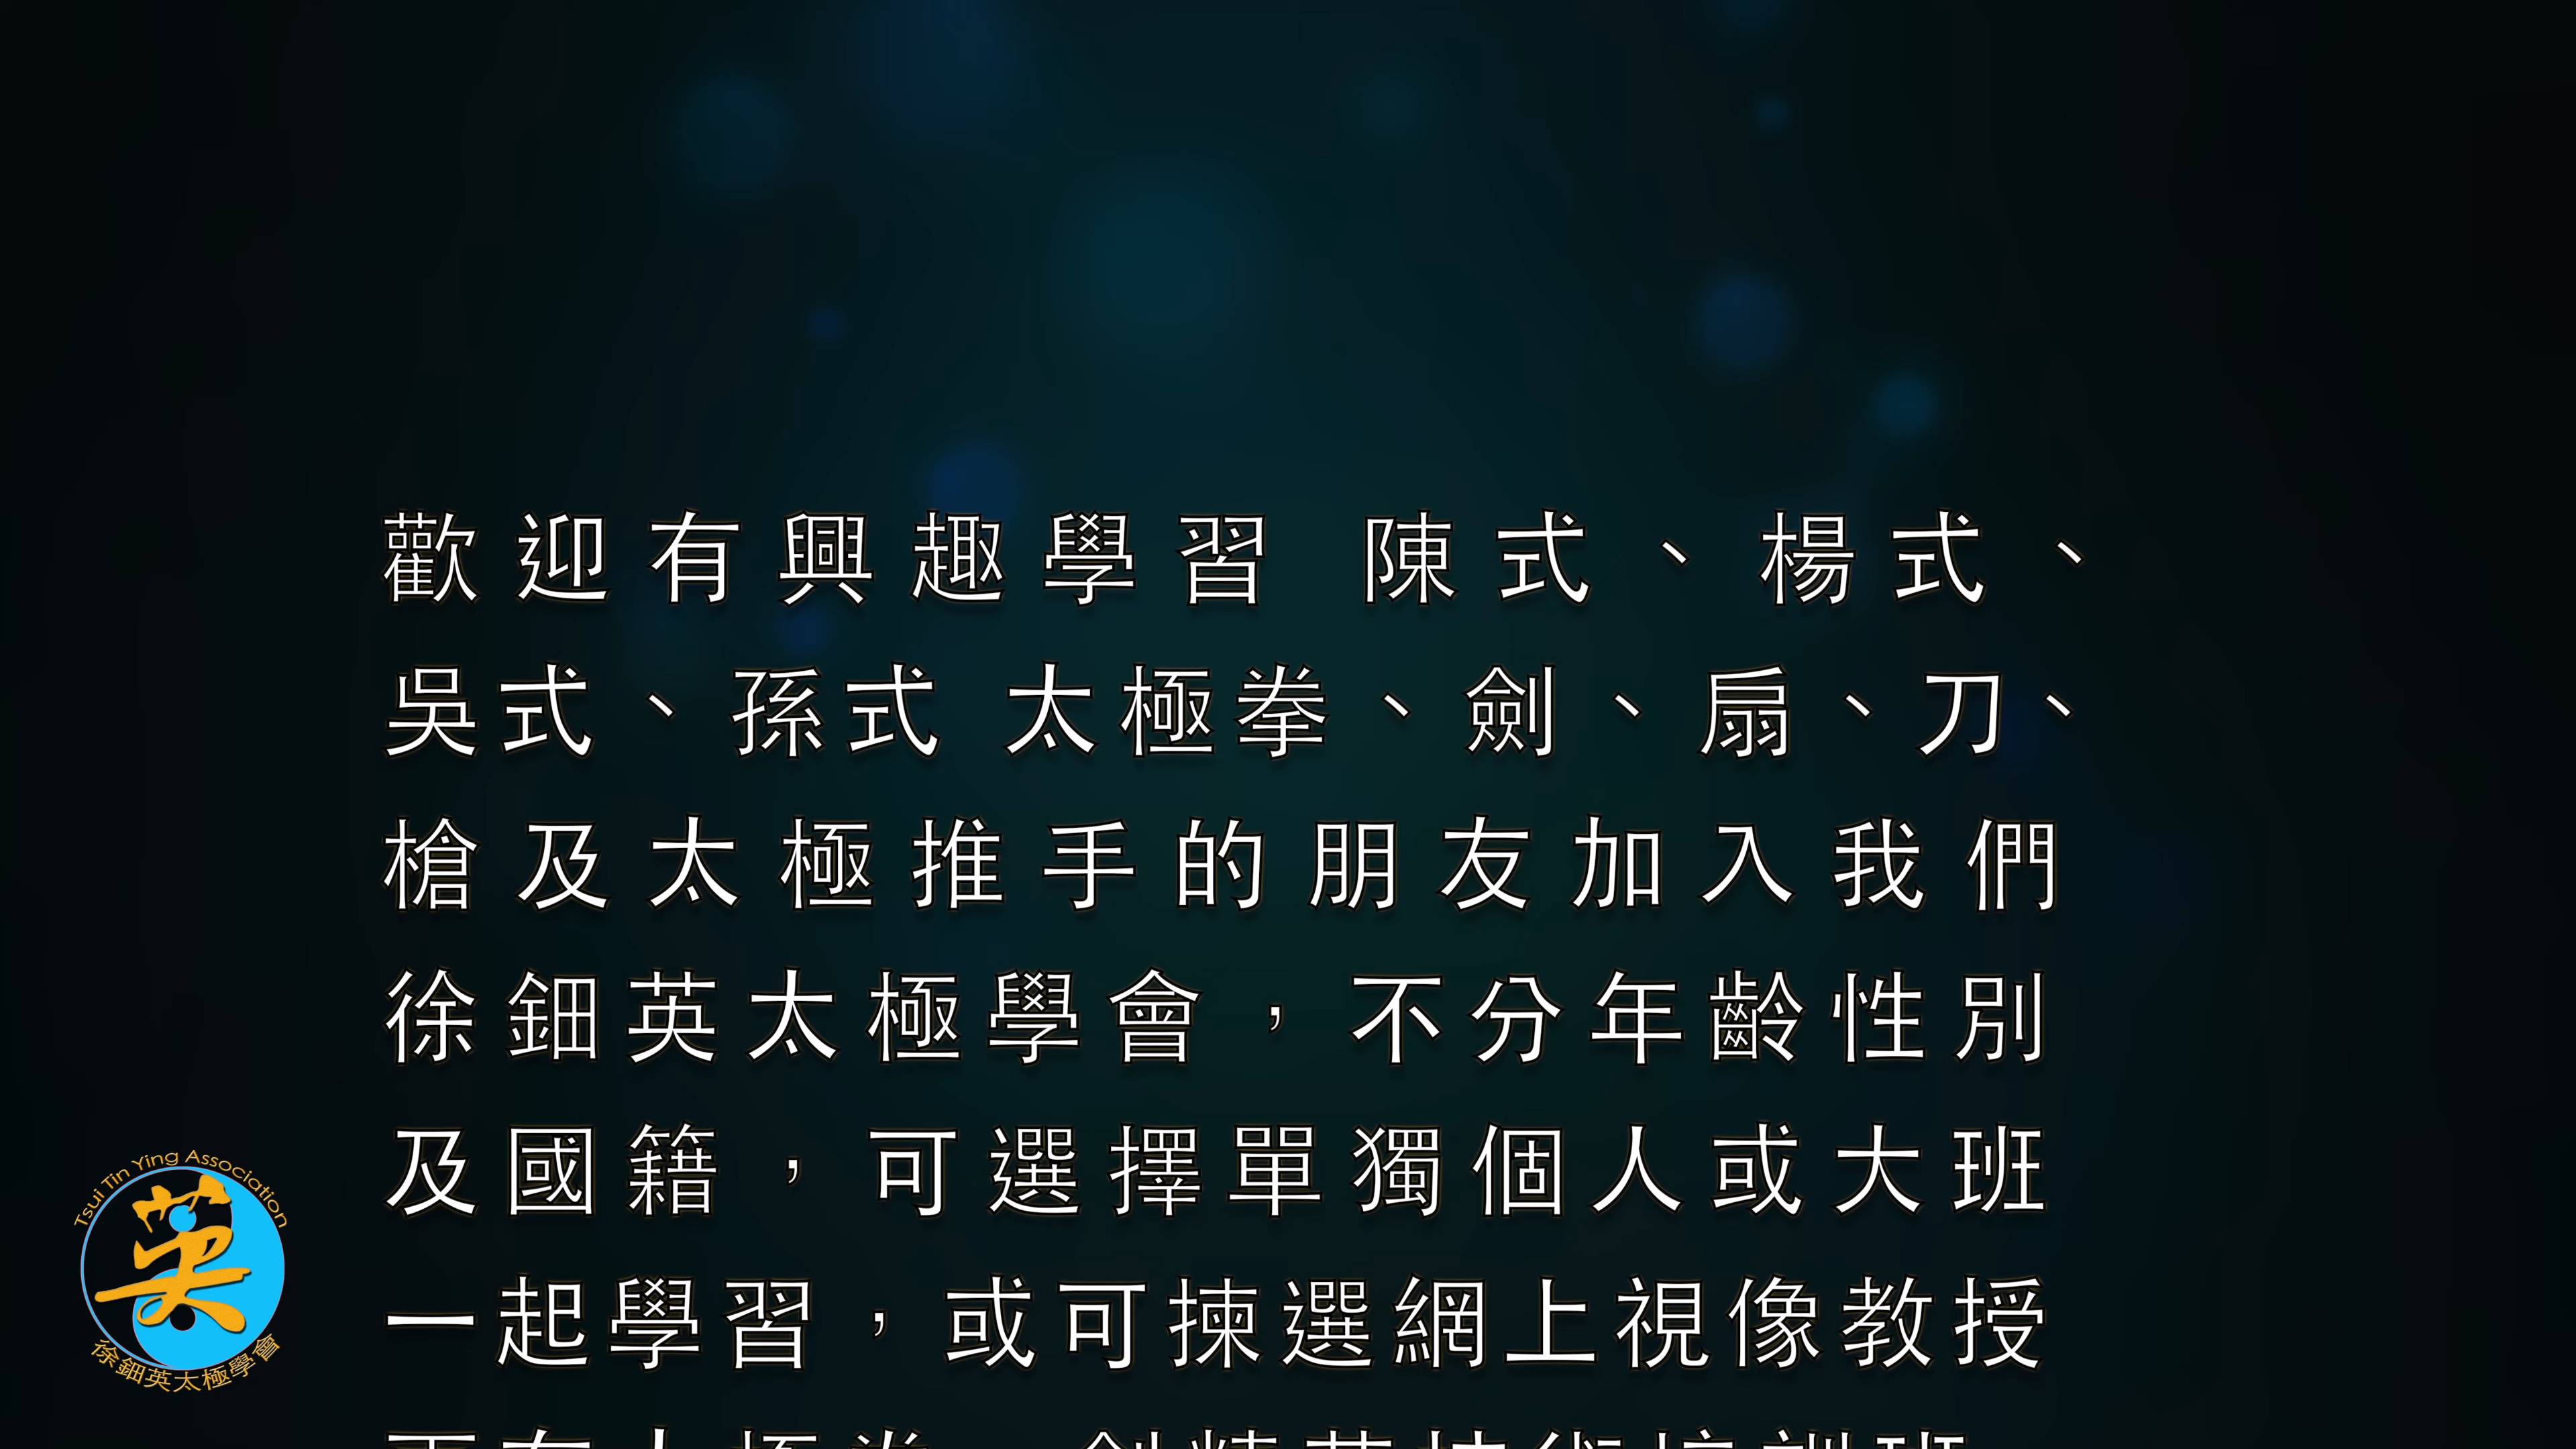 歡迎有興趣學習 陳式、楊式、
吳式、孫式 太極拳、劍、扇、刀、
槍及太極推手的朋友加入我們
徐鈿英太極學會，不分年齡性別
及國籍，可選擇單獨個人或大班
一起學習，或可揀選網上視像教授
Tsui Tin Ying Association
英
徐鈿英太極學會